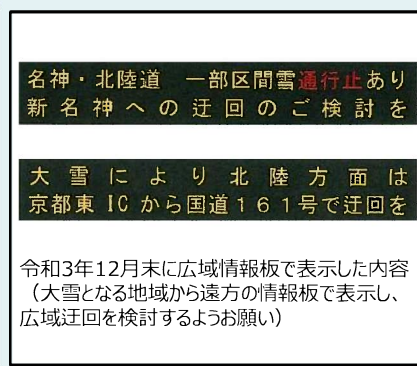 名神・北陸道　一部区間雪通行止あり
新名神への迂回のご検討を
大雪により北陸方面は
京都東ICから国道161号で迂回を
令和3年12月末に広域情報板で表示した内容
（大雪となる地域から遠方の情報板で表示し、
広域迂回を検討するようお願い）